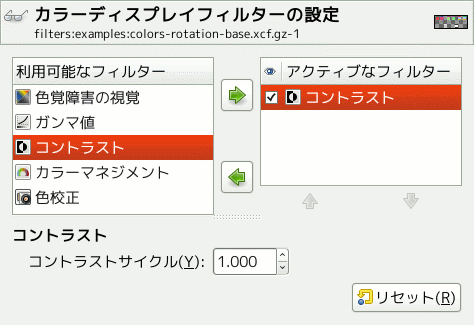 カラーディスプレイフィルターの設定
filters:examples:colors-rotation-base.xcf.gz-1
利用可能なフィルター
色覚障害の視覚
ガンマ値
コントラスト
カラーマネジメント
色校正
アクティブなフィルター
コントラスト
コントラスト
コントラストサイクル(Y): 1.000
リセット(R)